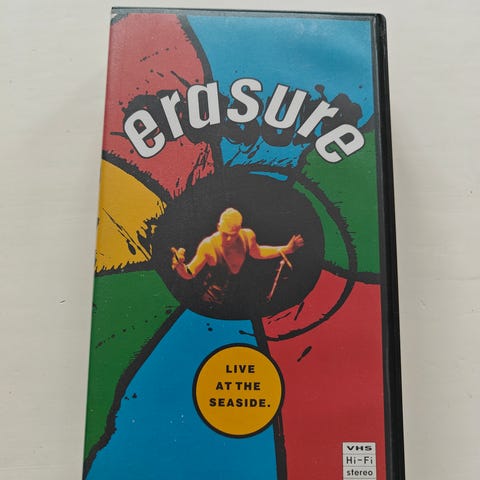 erasure
LIVE
AT THE
SEASIDE.
VHS
Hi-Fi
stereo